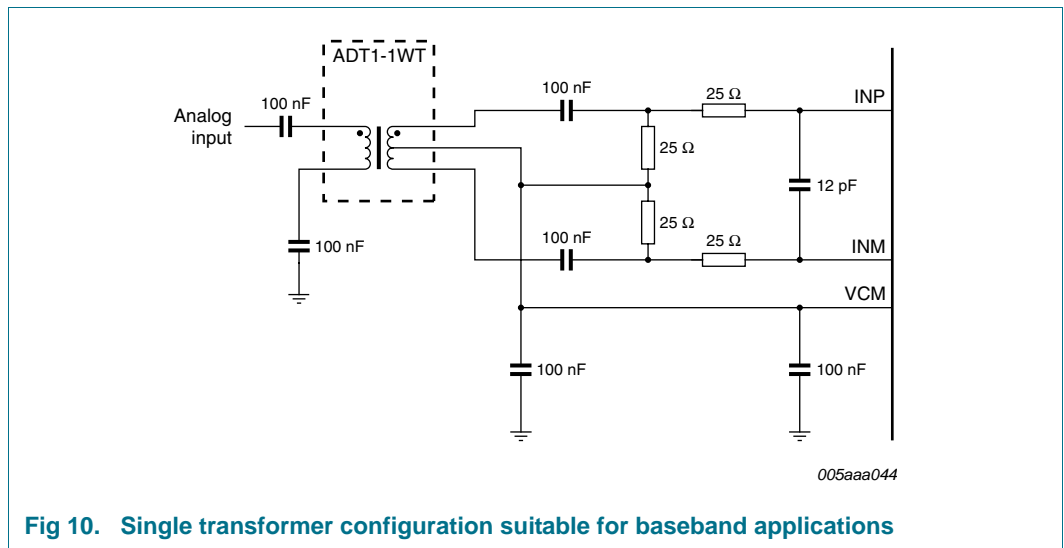 ADT1-1WT
100 nF
Analog
input
100 nF
100 nF
25 Ω
INP
25 Ω
12 pF
25 Ω
100 nF
25 Ω
INM
VCM
100 nF
100 nF
005aaa044
Fig 10. Single transformer configuration suitable for baseband applications